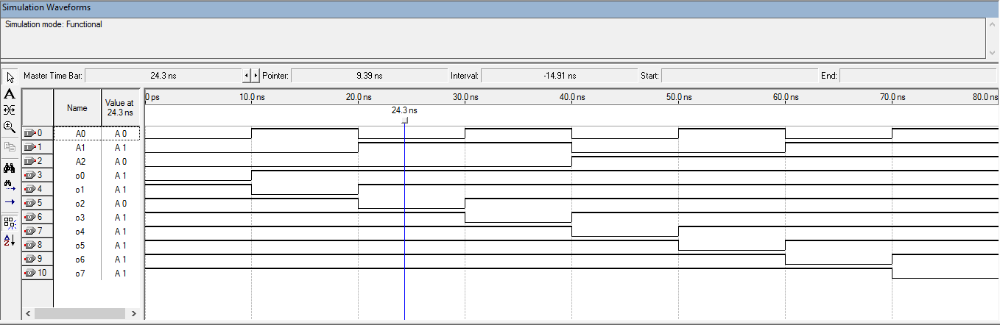 Simulation Waveforms
Simulation mode: Functional
Master Time Bar: 24.3 ns Pointer: 9.39 ns Interval: -14.91 ns Start: End:
Name Value at 24.3 ns 0 ps 10.0 ns 20.0 ns 30.0 ns 40.0 ns 50.0 ns 60.0 ns 70.0 ns 80.0 ns
24.3 ns
0 A0 A 0
1 A1 A 1
2 A2 A 0
3 o0 A 1
4 o1 A 1
5 o2 A 0
6 o3 A 1
7 o4 A 1
8 o5 A 1
9 o6 A 1
10 o7 A 1